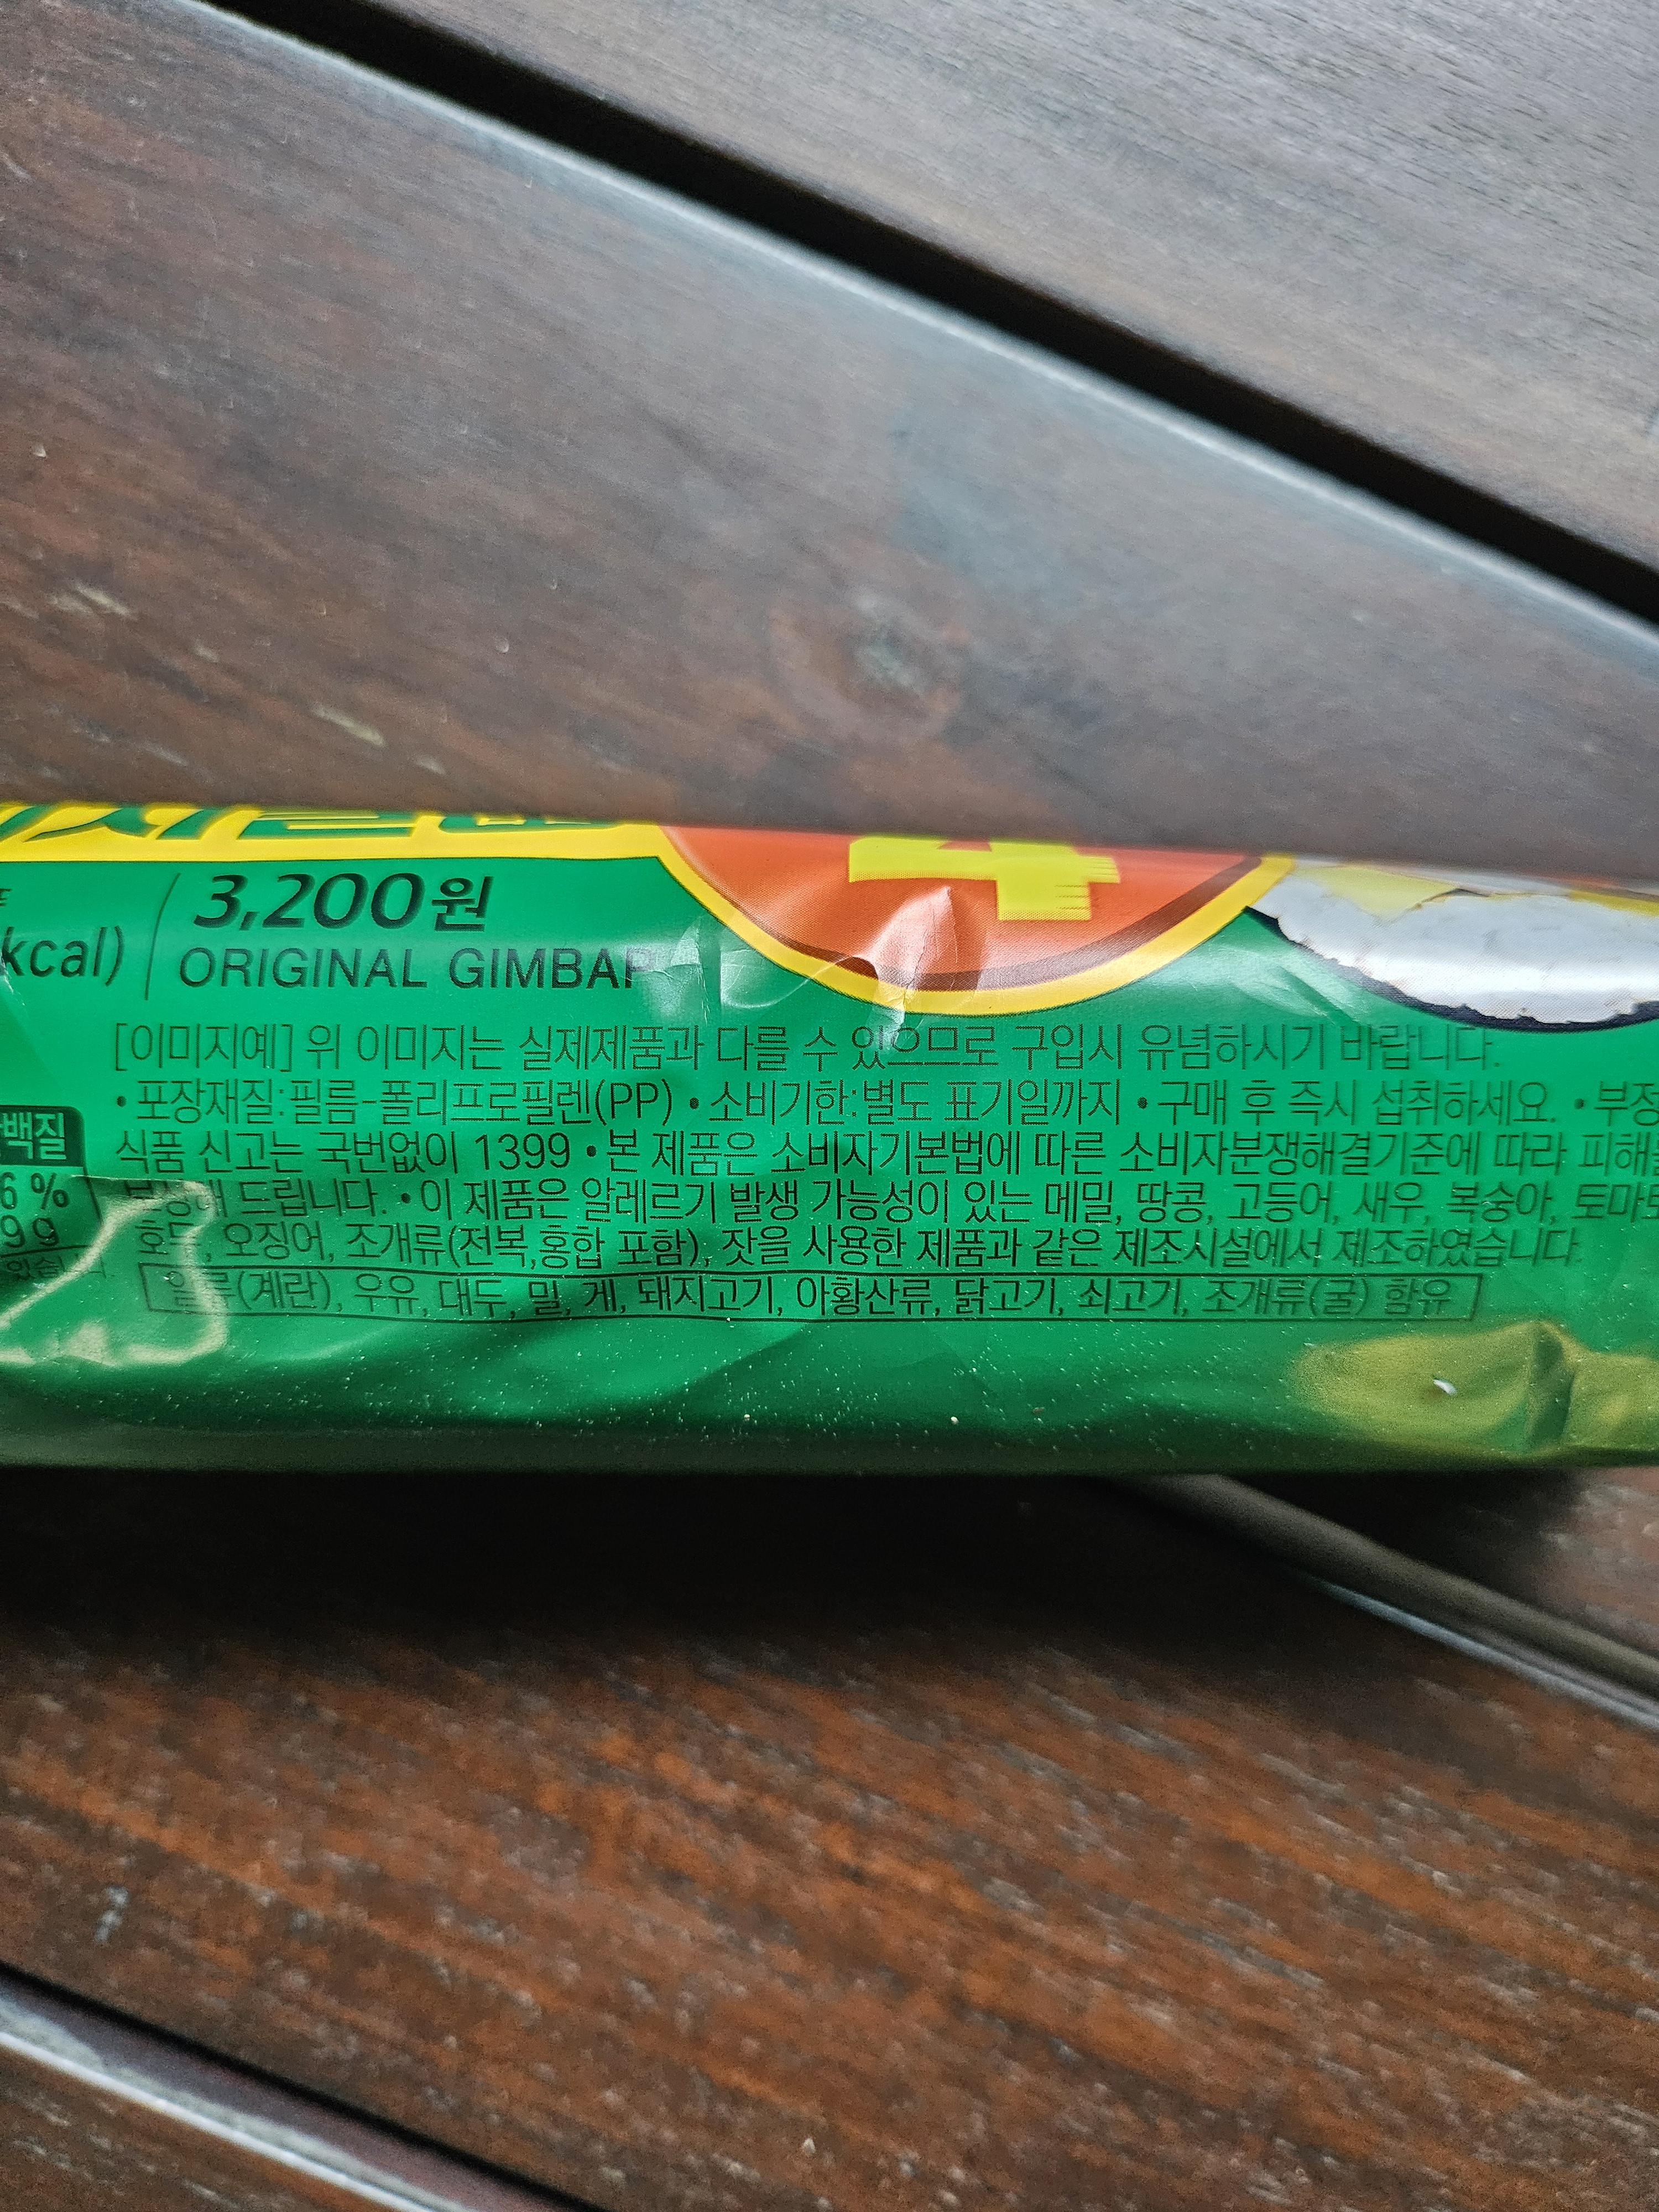 3,200원
kcal)
ORIGINAL GIMBAP
[이미지예] 위 이미지는 실제제품과 다를 수 있으므로 구입시 유념하시기 바랍니다.
•포장재질:필름-폴리프로필렌(PP) •소비기한:별도 표기일까지 •구매 후 즉시 섭취하세요. •부정
백질
식품 신고는 국번없이 1399 •본 제품은 소비자기본법에 따른 소비자분쟁해결기준에 따라 피해를
6 %
드립니다. •이 제품은 알레르기 발생 가능성이 있는 메밀, 땅콩, 고등어, 새우, 복숭아, 토마토
9 g
호두, 오징어, 조개류(전복,홍합 포함), 잣을 사용한 제품과 같은 제조시설에서 제조하였습니다.
알류(계란), 우유, 대두, 밀, 게, 돼지고기, 아황산류, 닭고기, 쇠고기, 조개류(굴) 함유